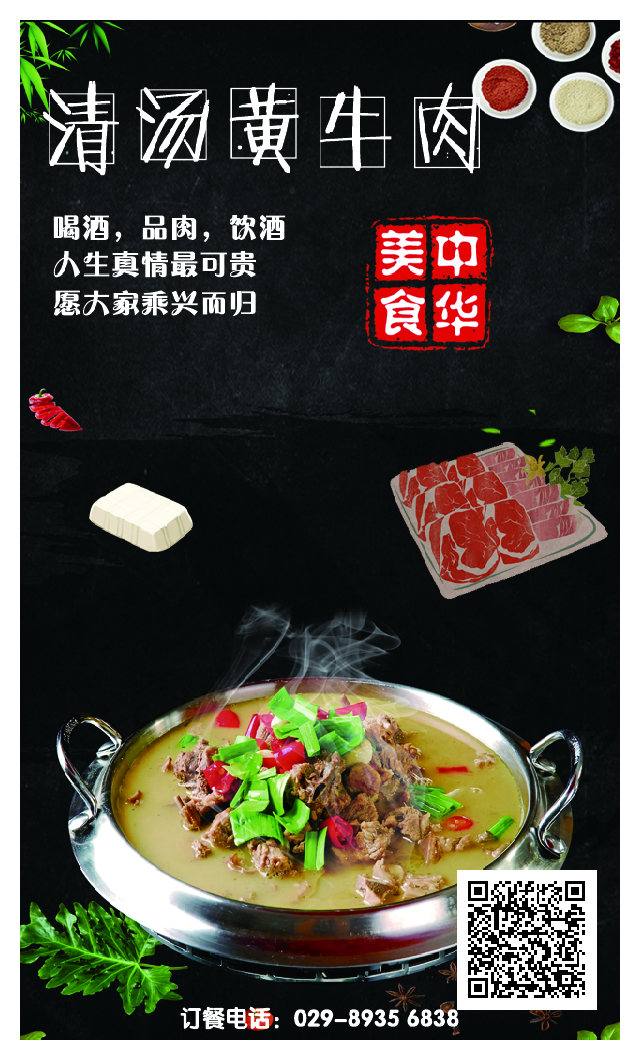 清汤黄牛肉
喝酒，品肉，饮酒
人生真情最可贵
愿大家乘兴而归
中华
美食
订餐电话：029-8935 6838